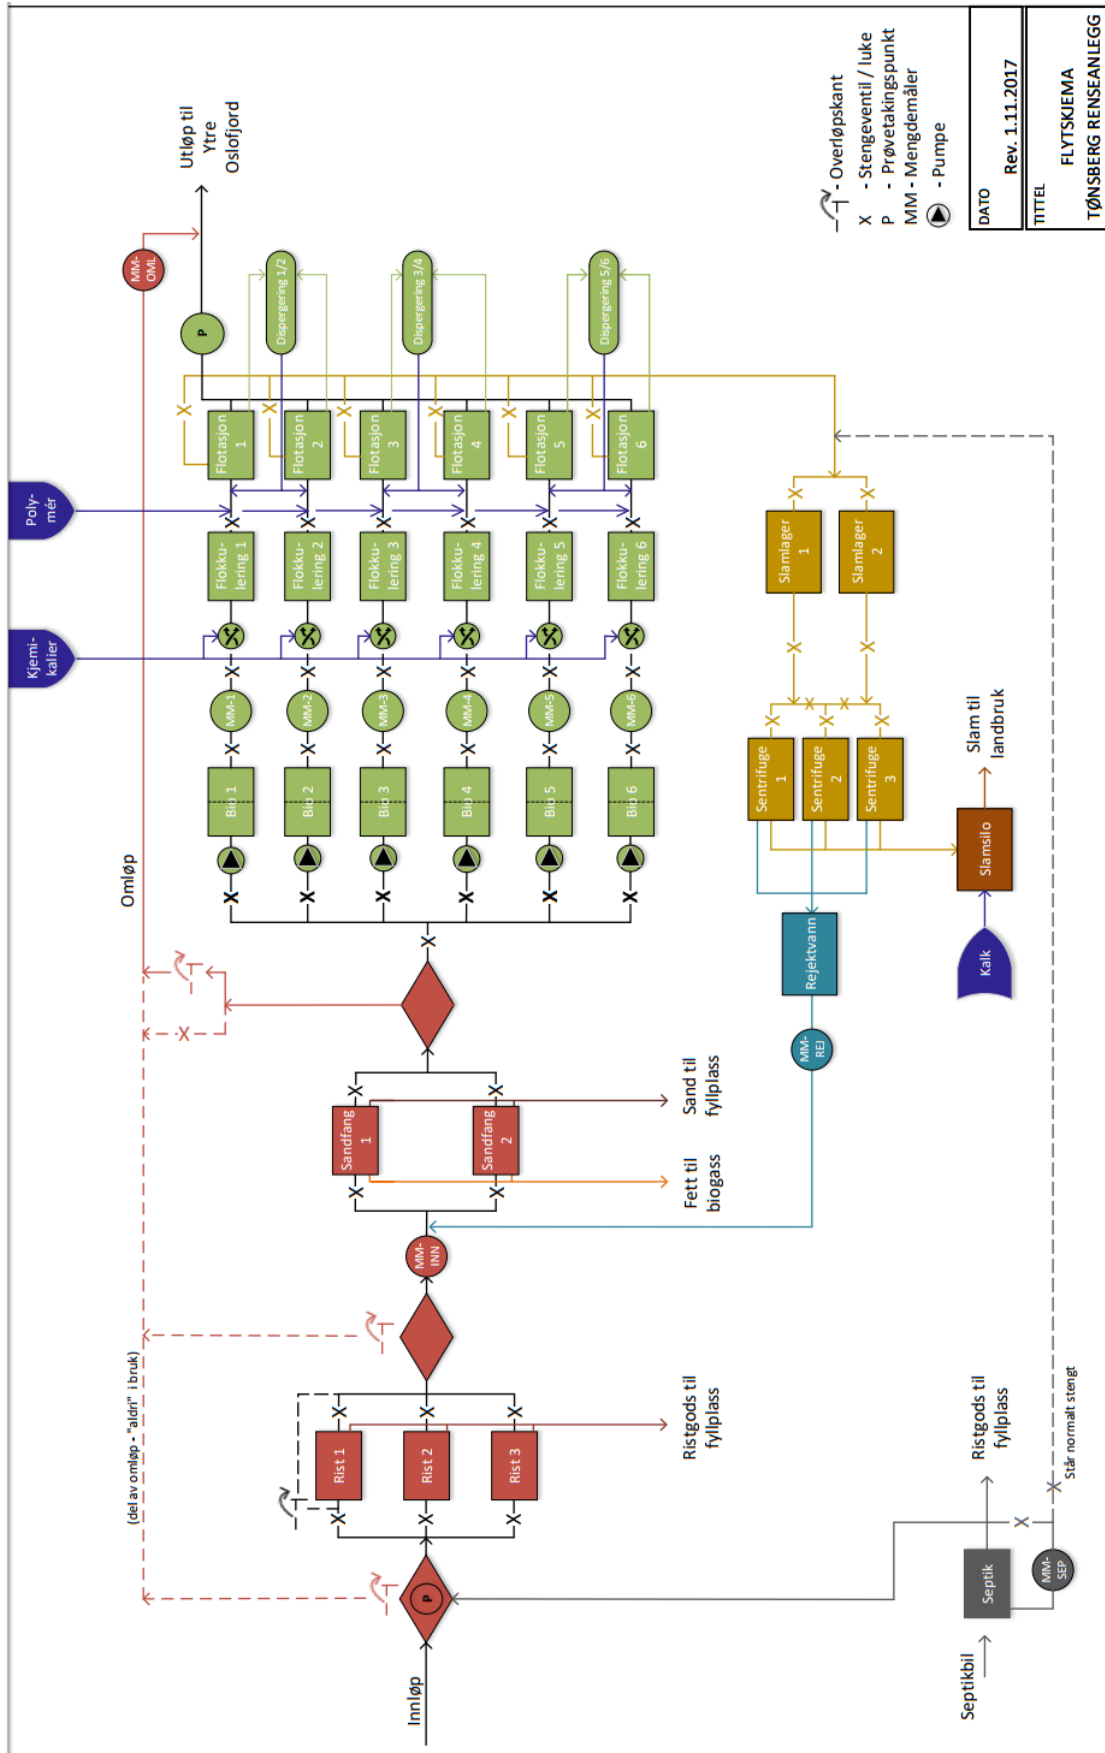 Innløp
P
(del av omløp - "aldri" i bruk)
Rist 1
Rist 2
Rist 3
Ristgods til
fyllplass
MM-
INN
Sandfang
1
Sandfang
2
Fett til
biogass
Sand til
fyllplass
Omløp
MM-
OML
X
Bio 1
Bio 2
Bio 3
Bio 4
Bio 5
Bio 6
MM-1
MM-2
MM-3
MM-4
MM-5
MM-6
Kjemi-
kalier
Flokku-
lering 1
Flokku-
lering 2
Flokku-
lering 3
Flokku-
lering 4
Flokku-
lering 5
Flokku-
lering 6
Poly-
mér
Flotasjon
1
Flotasjon
2
Flotasjon
3
Flotasjon
4
Flotasjon
5
Flotasjon
6
Dispergering 1/2
Dispergering 3/4
Dispergering 5/6
P
Utløp til
Ytre
Oslofjord
Septikbil
Septik
MM-
SEP
Ristgods til
fyllplass
Står normalt stengt
MM-
REJ
Rejektvann
Sentrifuge
1
Sentrifuge
2
Sentrifuge
3
Slamlager
1
Slamlager
2
Kalk
Slamsilo
Slam til
landbruk
- Overløpskant
X - Stengeventil / luke
P - Prøvetakingspunkt
MM - Mengdemåler
- Pumpe
DATO
Rev. 1.11.2017
TITTEL
FLYTSKJEMA
TØNSBERG RENSEANLEGG